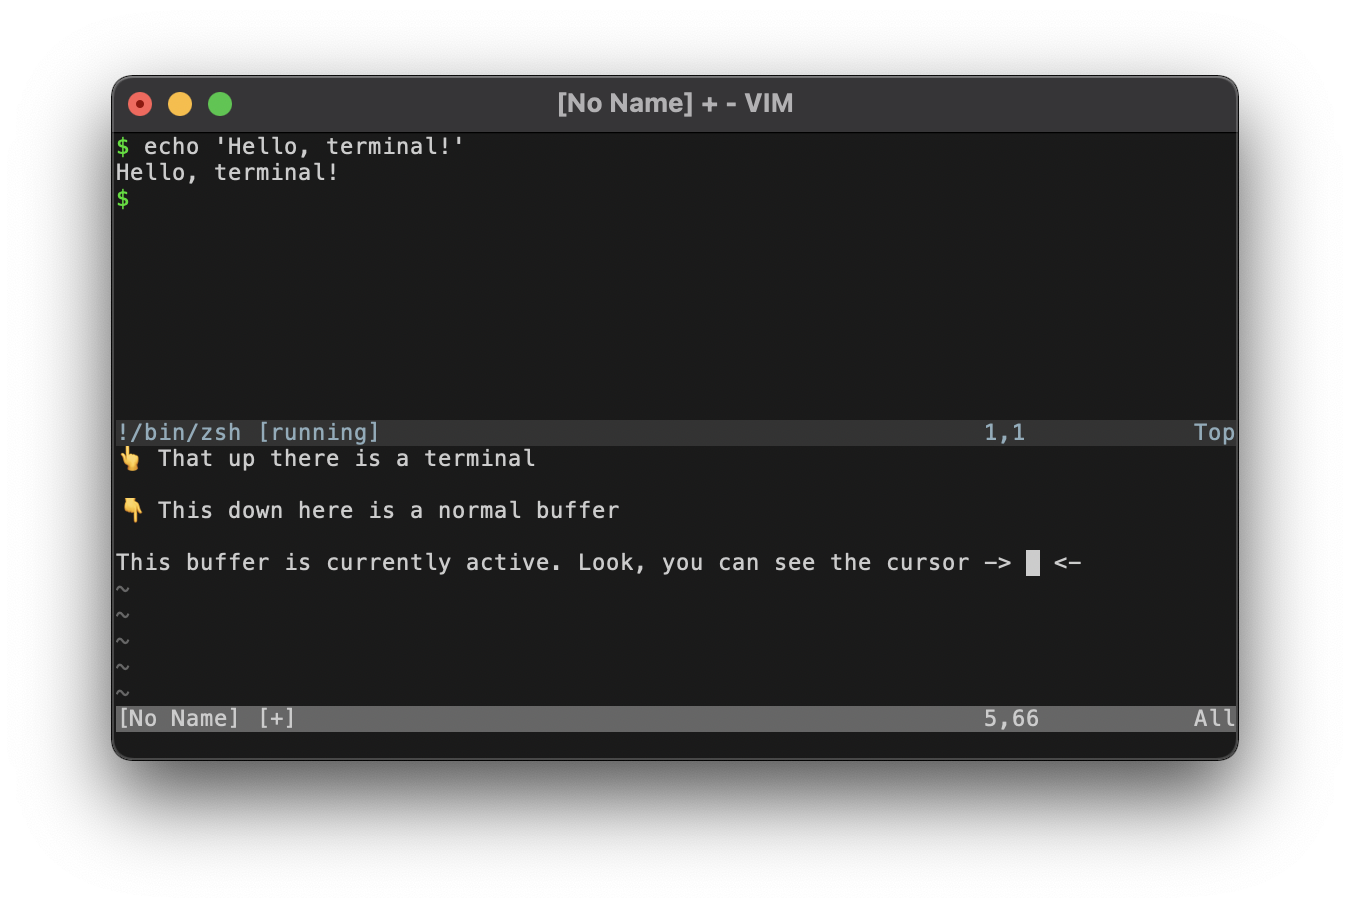 [No Name] + - VIM
$ echo 'Hello, terminal!'
Hello, terminal!
$
!/bin/zsh [running] 1,1 Top
👆 That up there is a terminal
👇 This down here is a normal buffer
This buffer is currently active. Look, you can see the cursor -> █ <-
~
~
~
~
~
[No Name] [+] 5,66 All